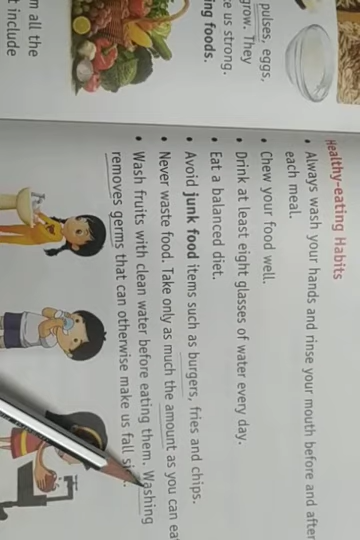 pulses, eggs,
grow. They
us strong.
ing foods.
m all the
t include
Healthy-eating Habits
• Always wash your hands and rinse your mouth before and after
each meal.
• Chew your food well.
• Drink at least eight glasses of water every day.
• Eat a balanced diet.
• Avoid junk food items such as burgers, fries and chips.
• Never waste food. Take only as much the amount as you can ea
• Wash fruits with clean water before eating them. Washing
removes germs that can otherwise make us fall